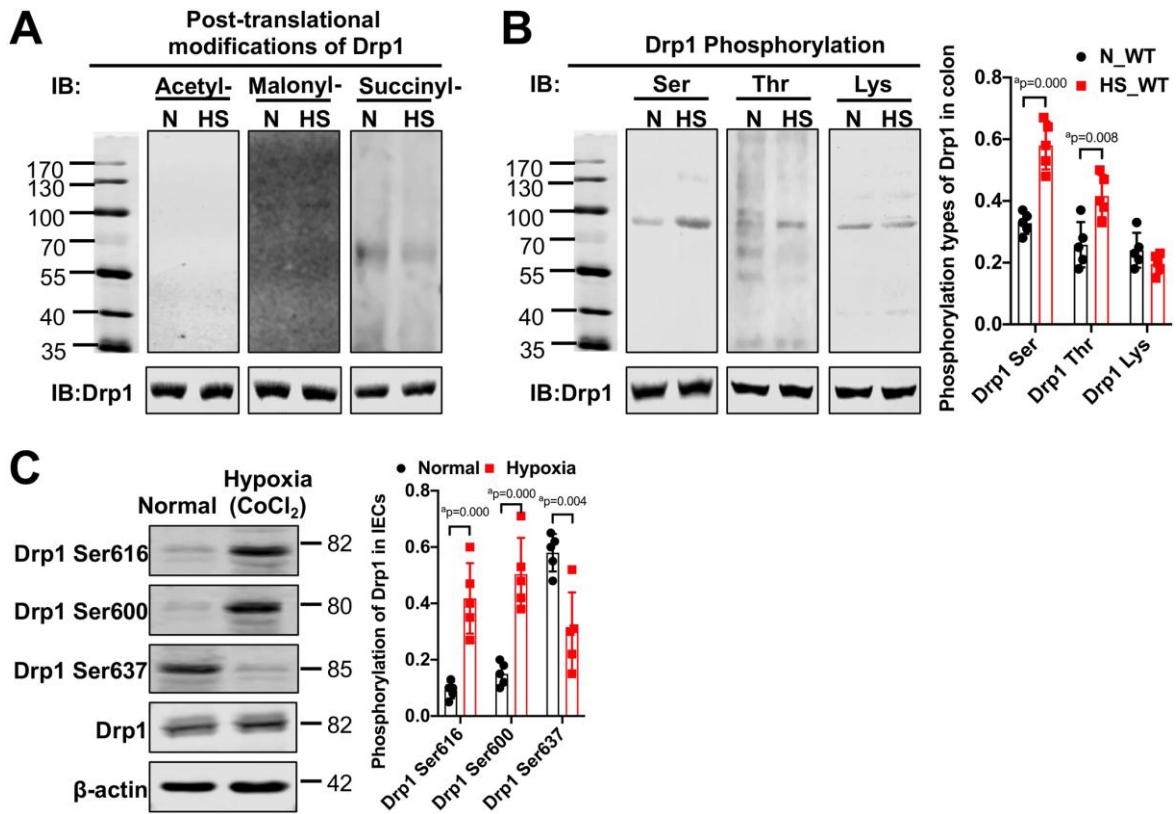 A
Post-translational
modifications of Drp1
IB:
Acetyl- Malonyl- Succinyl-
N HS N HS N HS
170
130
100
70
55
40
35
IB:Drp1
B
Drp1 Phosphorylation
IB:
Ser Thr Lys
N HS N HS N HS
170
130
100
70
55
40
35
IB:Drp1
N_WT
HS_WT
Phosphorylation types of Drp1 in colon
0.8
0.6
0.4
0.2
0.0
ᵃp=0.000
ᵃp=0.008
Drp1 Ser
Drp1 Thr
Drp1 Lys
C
Normal
Hypoxia
(CoCl₂)
Drp1 Ser616 82
Drp1 Ser600 80
Drp1 Ser637 85
Drp1 82
β-actin 42
Normal Hypoxia
Phosphorylation of Drp1 in IECs
0.8
0.6
0.4
0.2
0.0
ᵃp=0.000
ᵃp=0.000
ᵃp=0.004
Drp1 Ser616
Drp1 Ser600
Drp1 Ser637